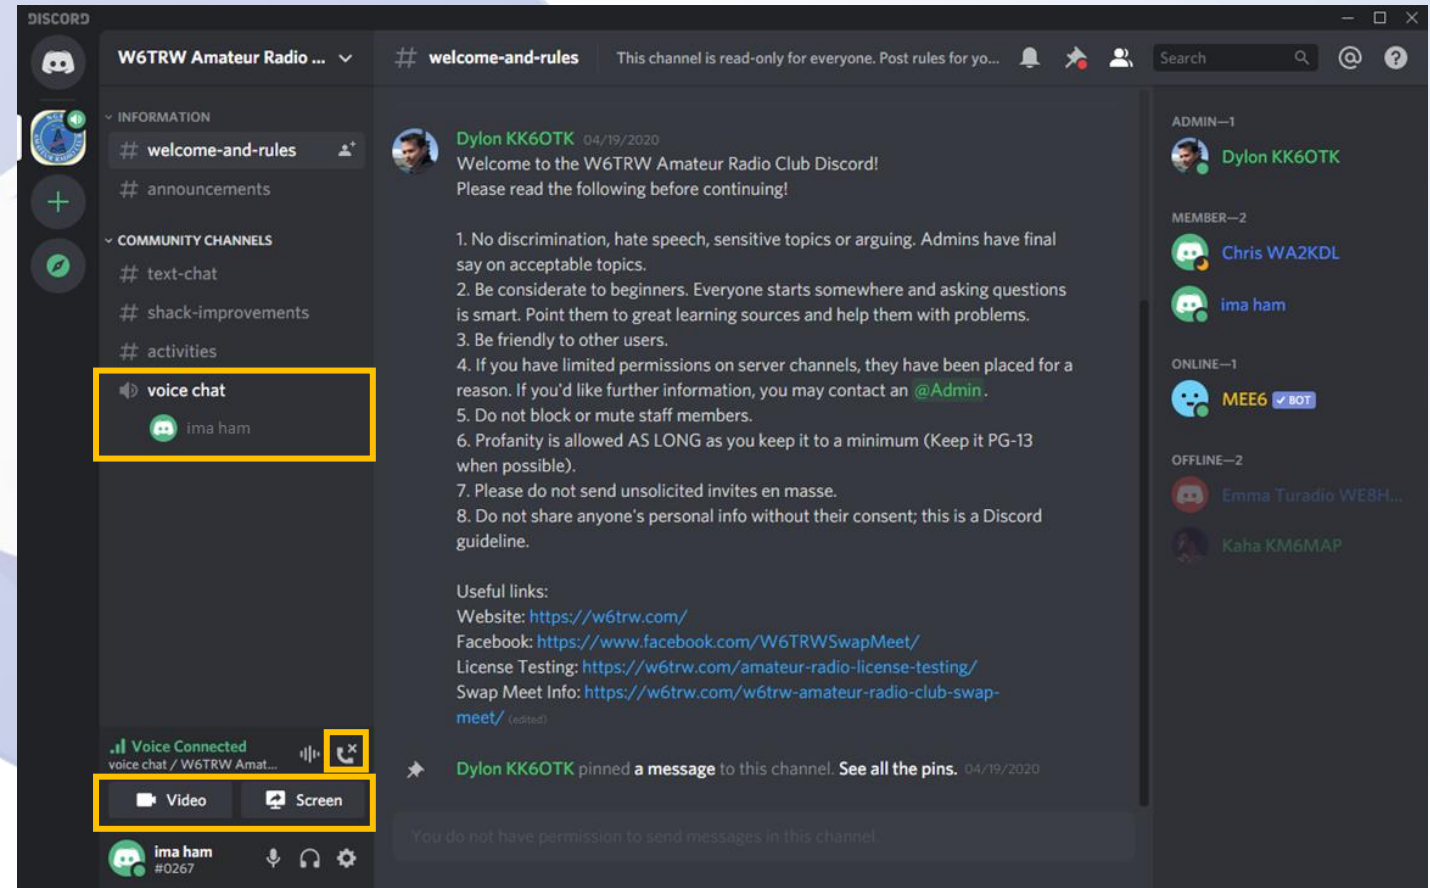 DISCORD
W6TRW Amateur Radio ...
INFORMATION
# welcome-and-rules
# announcements
COMMUNITY CHANNELS
# text-chat
# shack-improvements
# activities
voice chat
ima ham
Voice Connected
voice chat / W6TRW Amat...
Video
Screen
ima ham
#0267
# welcome-and-rules
This channel is read-only for everyone. Post rules for yo...
Search
Dylon KK6OTK 04/19/2020
Welcome to the W6TRW Amateur Radio Club Discord!
Please read the following before continuing!
1. No discrimination, hate speech, sensitive topics or arguing. Admins have final
say on acceptable topics.
2. Be considerate to beginners. Everyone starts somewhere and asking questions
is smart. Point them to great learning sources and help them with problems.
3. Be friendly to other users.
4. If you have limited permissions on server channels, they have been placed for a
reason. If you'd like further information, you may contact an @Admin.
5. Do not block or mute staff members.
6. Profanity is allowed AS LONG as you keep it to a minimum (Keep it PG-13
when possible).
7. Please do not send unsolicited invites en masse.
8. Do not share anyone's personal info without their consent; this is a Discord
guideline.
Useful links:
Website: https://w6trw.com/
Facebook: https://www.facebook.com/W6TRWSwapMeet/
License Testing: https://w6trw.com/amateur-radio-license-testing/
Swap Meet Info: https://w6trw.com/w6trw-amateur-radio-club-swap-
meet/ (edited)
Dylon KK6OTK pinned a message to this channel. See all the pins. 04/19/2020
You do not have permission to send messages in this channel.
ADMIN—1
Dylon KK6OTK
MEMBER—2
Chris WA2KDL
ima ham
ONLINE—1
MEE6 BOT
OFFLINE—2
Emma Turadio WE8H...
Kaha KM6MAP